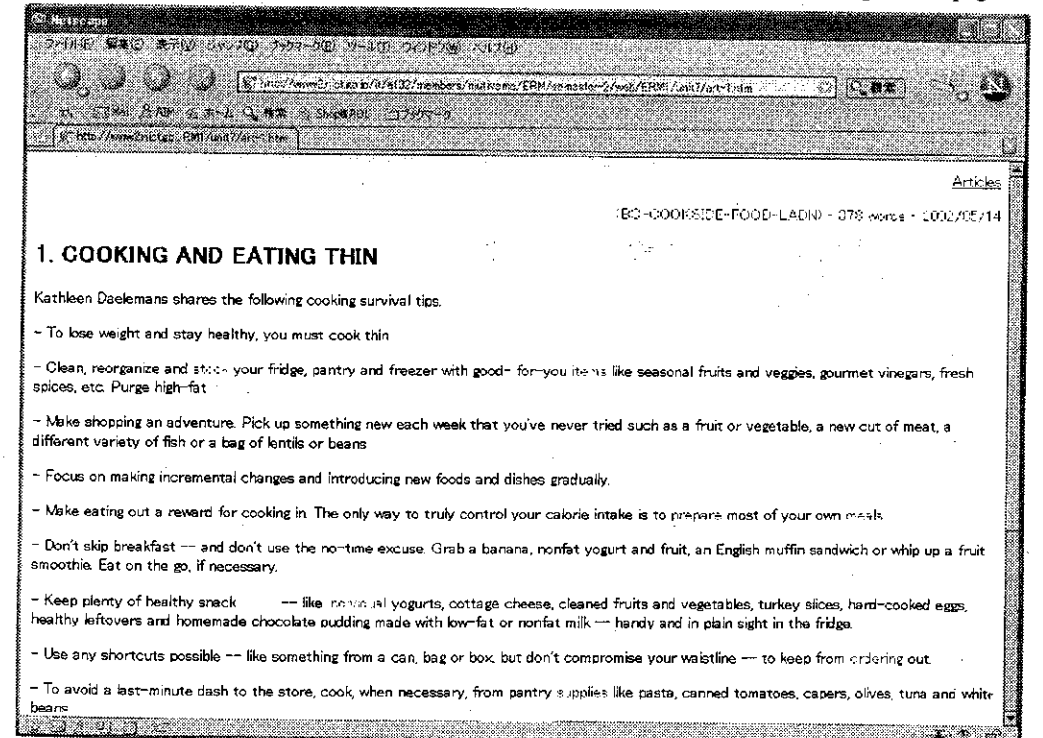 Netscape
検索
Articles
1. COOKING AND EATING THIN
Kathleen Daelemans shares the following cooking survival tips.
- To lose weight and stay healthy, you must cook thin
- Clean, reorganize and your fridge, pantry and freezer with good- for-you items like seasonal fruits and veggies, gourmet vinegars, fresh
spices, etc. Purge high-fat
- Make shopping an adventure. Pick up something new each week that you've never tried such as a fruit or vegetable, a new cut of meat, a
different variety of fish or a bag of lentils or beans
- Focus on making incremental changes and introducing new foods and dishes gradually.
- Make eating out a reward for cooking in. The only way to truly control your calorie intake is to prepare most of your own meals
- Don't skip breakfast -- and don't use the no-time excuse. Grab a banana, nonfat yogurt and fruit, an English muffin sandwich or whip up a fruit
smoothie. Eat on the go, if necessary.
- Keep plenty of healthy snack -- like yogurts, cottage cheese, cleaned fruits and vegetables, turkey slices, hard-cooked eggs,
healthy leftovers and homemade chocolate pudding made with low-fat or nonfat milk -- handy and in plain sight in the fridge.
- Use any shortcuts possible -- like something from a can, bag or box, but don't compromise your waistline -- to keep from ordering out.
- To avoid a last-minute dash to the store, cook, when necessary, from pantry supplies like pasta, canned tomatoes, capers, olives, tuna and white
beans